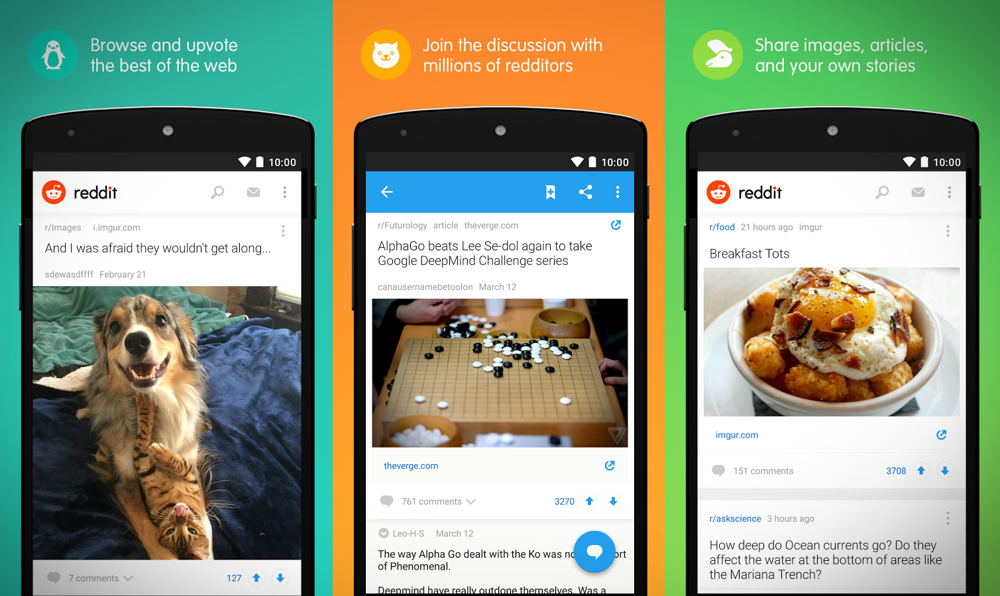 Browse and upvote
the best of the web
10:00
reddit
r/Images i.imgur.com
And I was afraid they wouldn't get along...
sdewasdffff February 21
7 comments
127
Join the discussion with
millions of redditors
10:00
r/Futurology article theverge.com
AlphaGo beats Lee Se-dol again to take
Google DeepMind Challenge series
canausernamebetoolon March 12
theverge.com
761 comments
3270
Leo-H-S March 12
The way Alpha Go dealt with the Ko was
of Phenomenal.
Deepmind have really outdone themselves. Was a
Share images, articles,
and your own stories
10:00
reddit
r/food 21 hours ago imgur
Breakfast Tots
imgur.com
151 comments
3708
r/askscience 3 hours ago
How deep do Ocean currents go? Do they
affect the water at the bottom of areas like
the Mariana Trench?